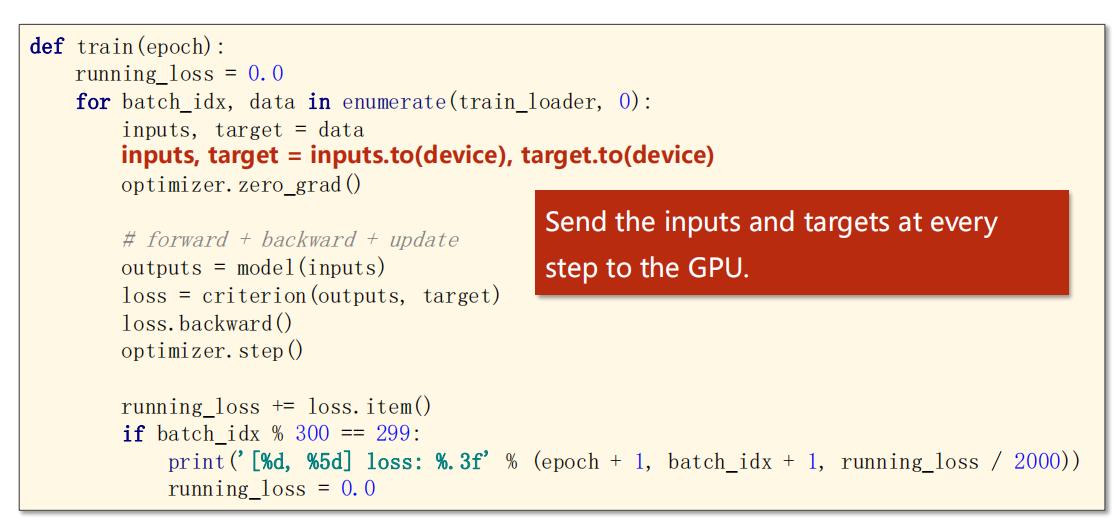 def train(epoch):
    running_loss = 0.0
    for batch_idx, data in enumerate(train_loader, 0):
        inputs, target = data
        inputs, target = inputs.to(device), target.to(device)
        optimizer.zero_grad()

        # forward + backward + update
        outputs = model(inputs)
        loss = criterion(outputs, target)
        loss.backward()
        optimizer.step()

        running_loss += loss.item()
        if batch_idx % 300 == 299:
            print('[%d, %5d] loss: %.3f' % (epoch + 1, batch_idx + 1, running_loss / 2000))
            running_loss = 0.0
Send the inputs and targets at every
step to the GPU.